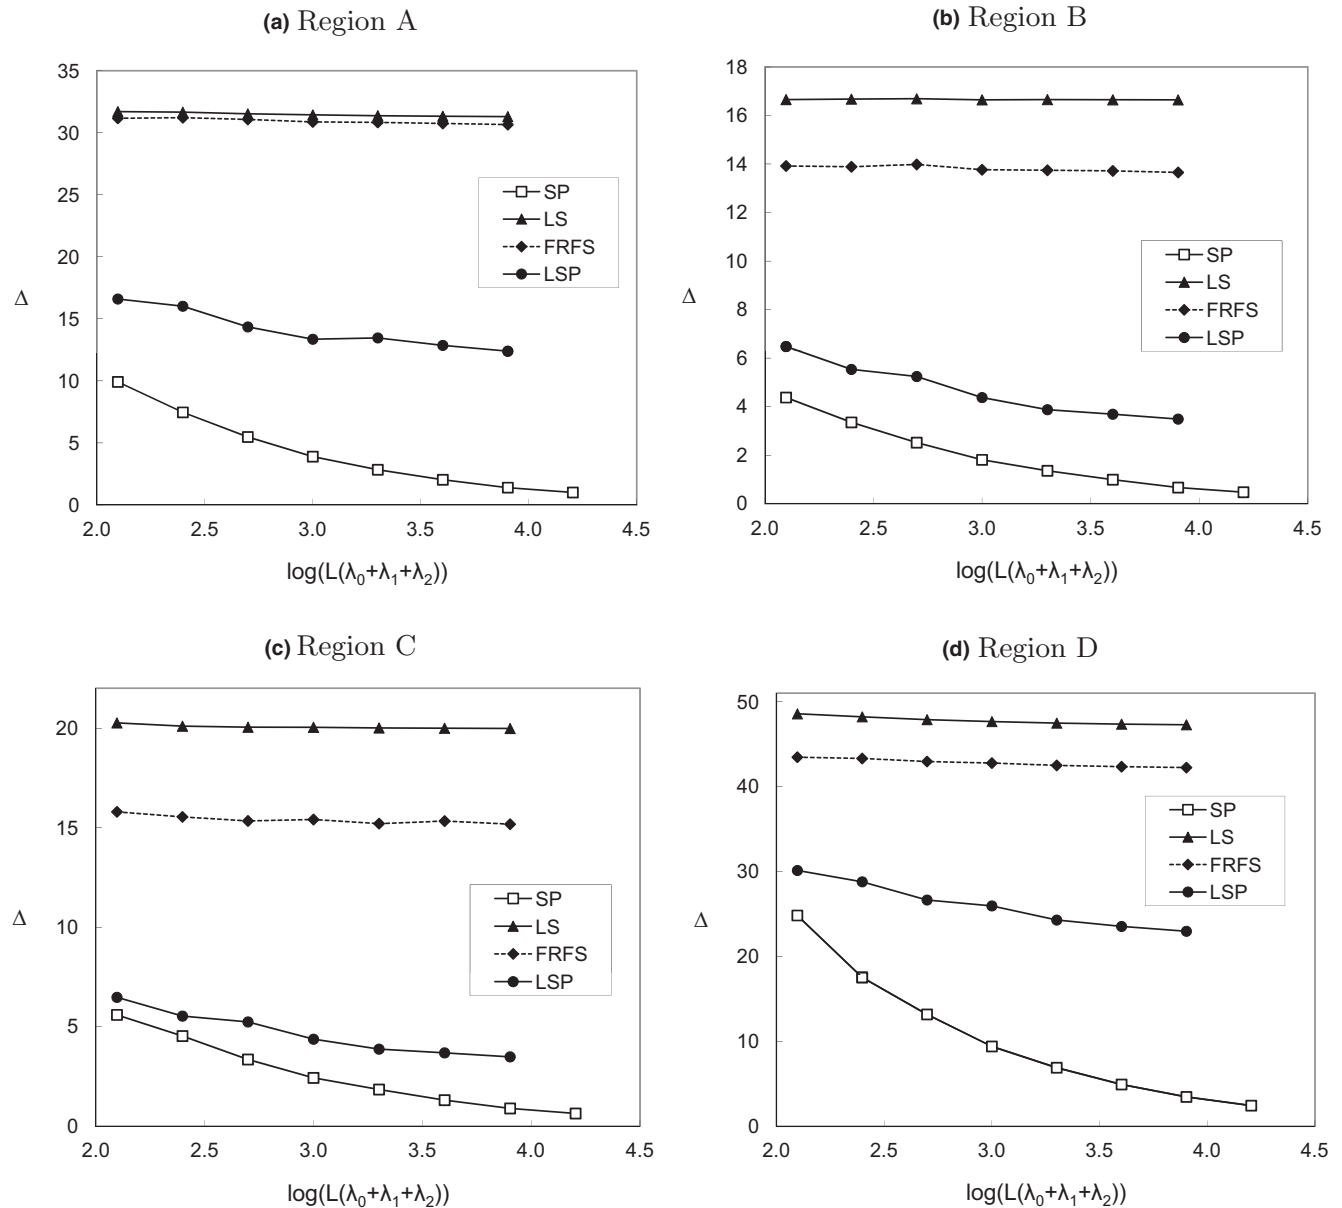 (a) Region A
35
30
25
20
15
10
5
0
Δ
2.0 2.5 3.0 3.5 4.0 4.5
log(L(λ₀+λ₁+λ₂))
SP
LS
FRFS
LSP
(b) Region B
18
16
14
12
10
8
6
4
2
0
Δ
2.0 2.5 3.0 3.5 4.0 4.5
log(L(λ₀+λ₁+λ₂))
SP
LS
FRFS
LSP
(c) Region C
20
15
10
5
0
Δ
2.0 2.5 3.0 3.5 4.0 4.5
log(L(λ₀+λ₁+λ₂))
SP
LS
FRFS
LSP
(d) Region D
50
40
30
20
10
0
Δ
2.0 2.5 3.0 3.5 4.0 4.5
log(L(λ₀+λ₁+λ₂))
SP
LS
FRFS
LSP